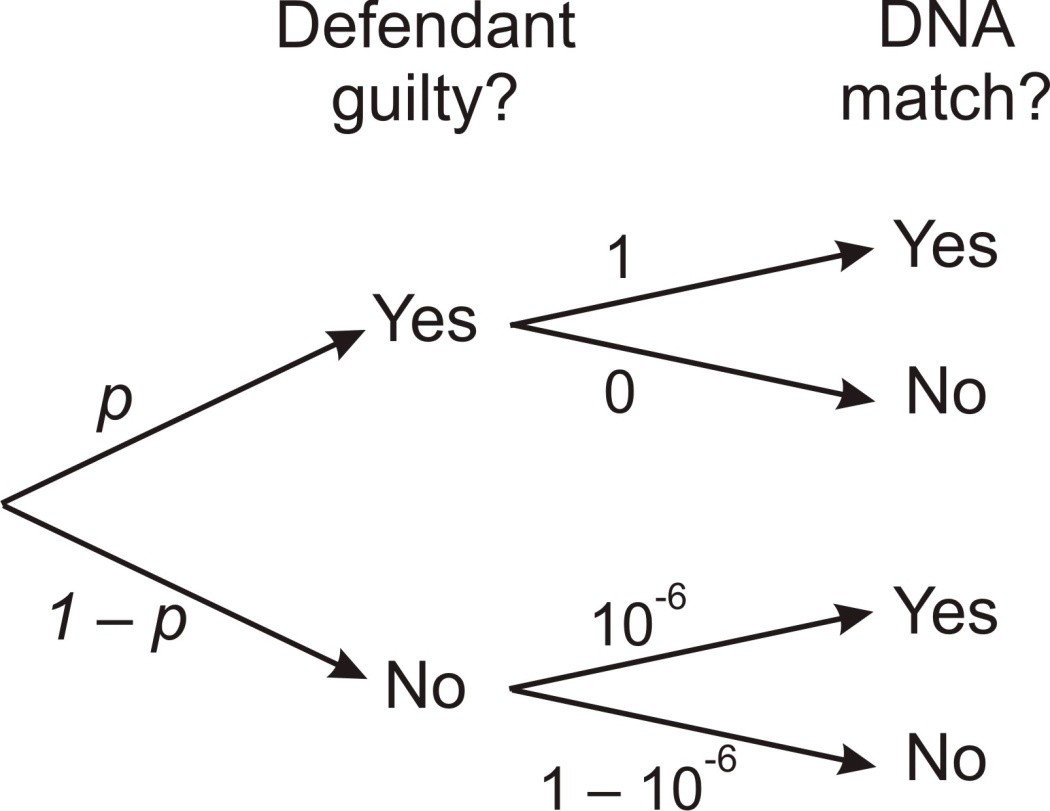 Defendant
guilty?
DNA
match?
1
Yes
Yes
p
0
No
1 – p
10⁻⁶
Yes
No
1 – 10⁻⁶
No